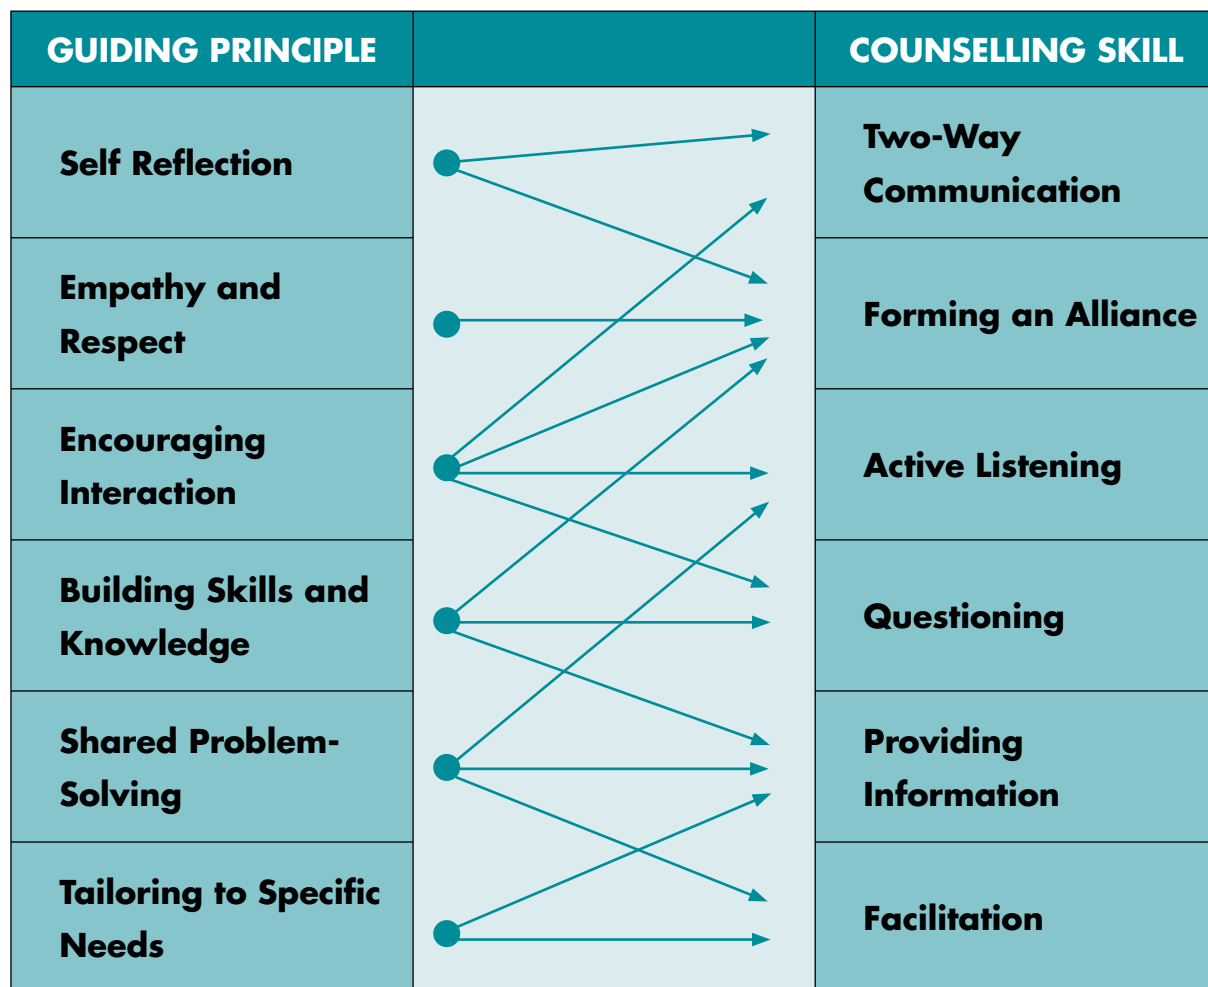 GUIDING PRINCIPLE
COUNSELLING SKILL
Self Reflection
Two-Way
Communication
Empathy and
Respect
Forming an Alliance
Encouraging
Interaction
Active Listening
Building Skills and
Knowledge
Questioning
Shared Problem-
Solving
Providing
Information
Tailoring to Specific
Needs
Facilitation